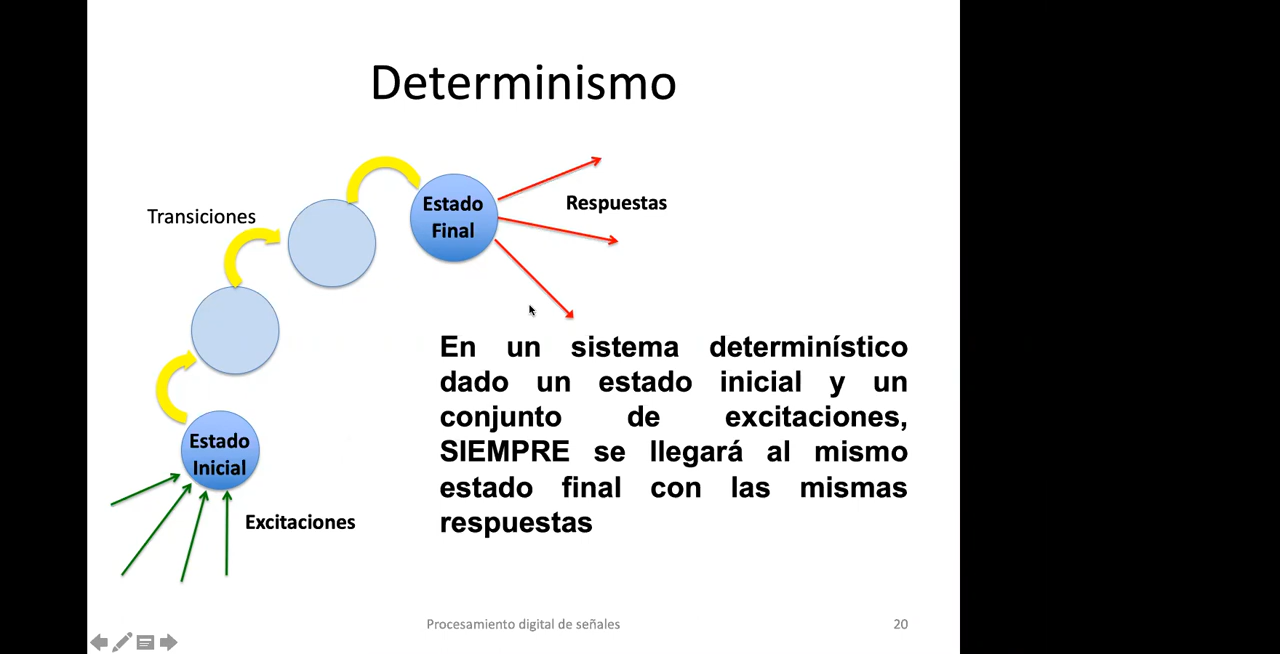 Determinismo
Transiciones
Estado
Final
Respuestas
Estado
Inicial
Excitaciones
En un sistema determinístico
dado un estado inicial y un
conjunto de excitaciones,
SIEMPRE se llegará al mismo
estado final con las mismas
respuestas
Procesamiento digital de señales
20